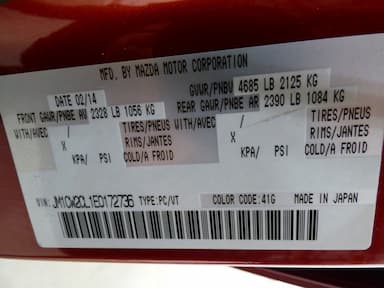 MFD. BY MAZDA MOTOR CORPORATION
GVWR/PNBV 4685 LB 2125 KG
DATE 02/14
FRONT GAWR/PNBE AV 2328 LB 1056 KG
REAR GAWR/PNBE AR 2390 LB 1084 KG
WITH/AVEC TIRES/PNEUS WITH/AVEC TIRES/PNEUS
/ X RIMS/JANTES / X RIMS/JANTES
KPA/ PSI COLD/A FROID KPA/ PSI COLD/A FROID
VIN: JM1CW2CL1E0172736 TYPE:PC/VT COLOR CODE:41G MADE IN JAPAN